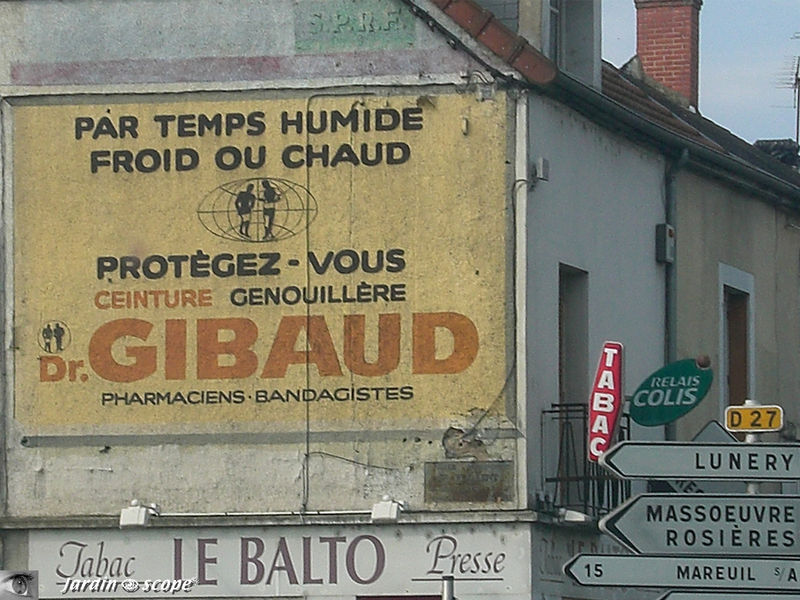 S.P.R.F.
PAR TEMPS HUMIDE
FROID OU CHAUD
PROTÈGEZ-VOUS
CEINTURE GENOUILLÈRE
Dr. GIBAUD
PHARMACIENS·BANDAGISTES
TABAC
RELAIS
COLIS
D 27
LUNERY
MASSOEUVRE
ROSIÈRES
15 MAREUIL S/A
Tabac LE BALTO Presse
Jardin scope